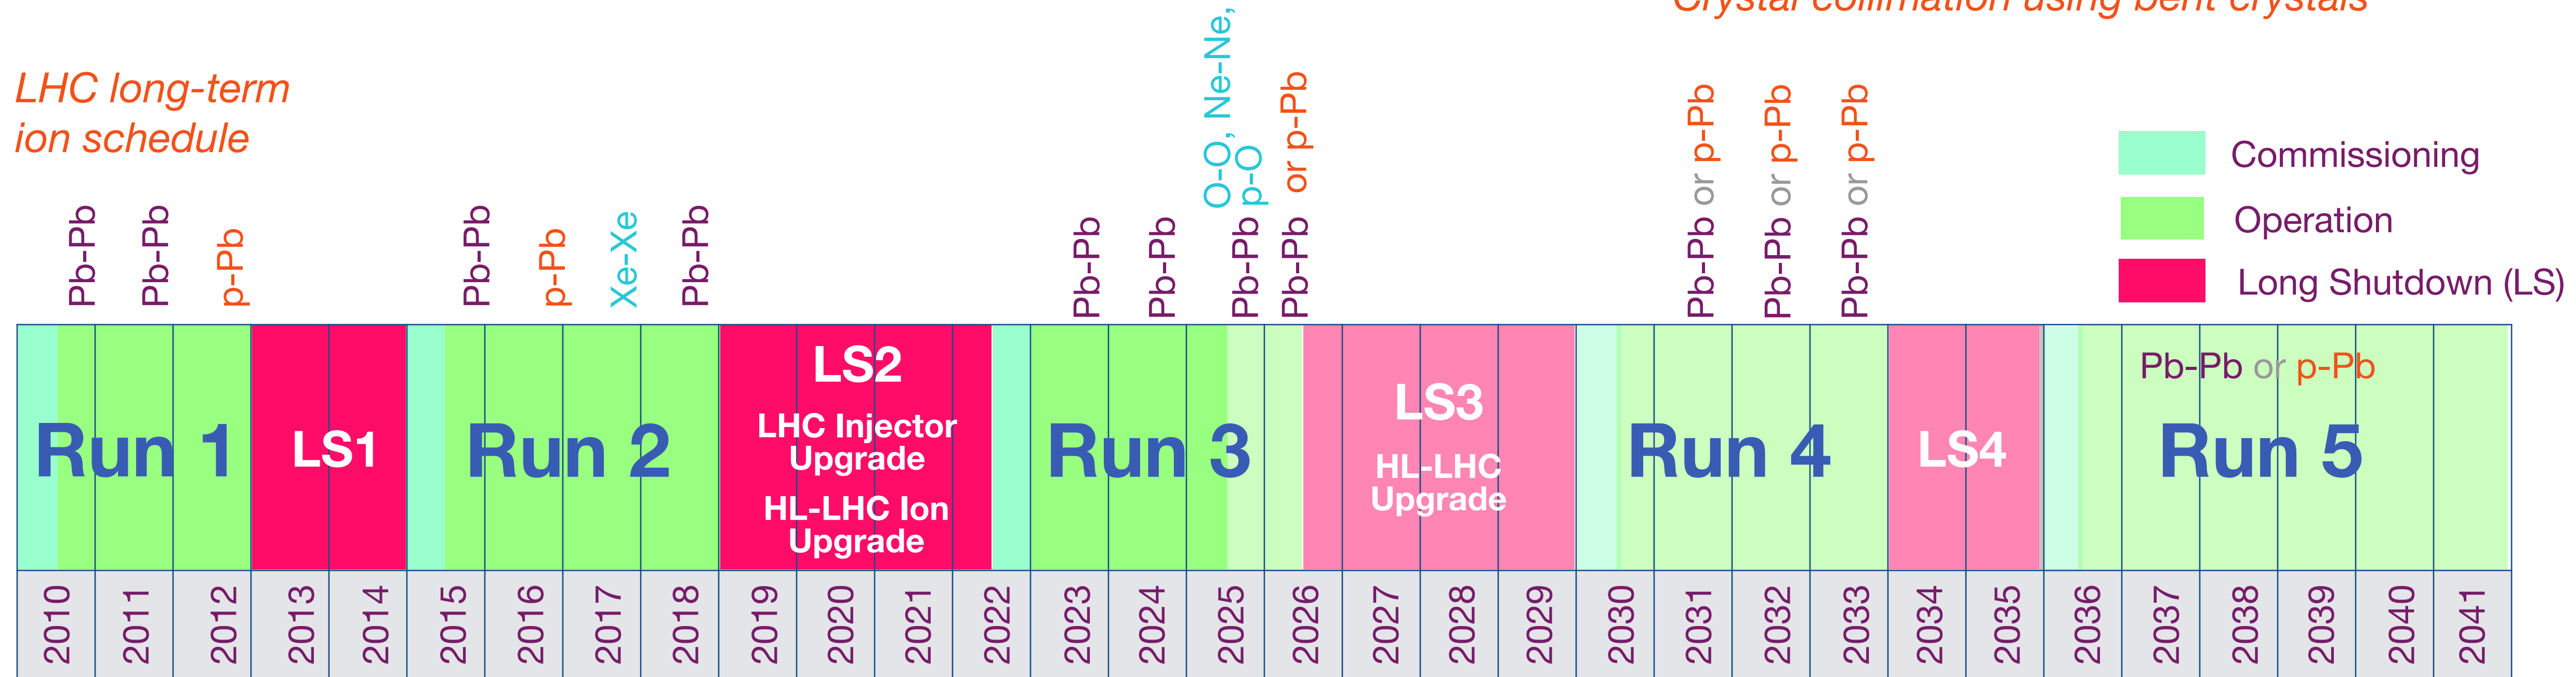 Crystal collimation using bent crystals
LHC long-term
ion schedule
Pb-Pb
Pb-Pb
p-Pb
Pb-Pb
p-Pb
Xe-Xe
Pb-Pb
Pb-Pb
Pb-Pb
O-O, Ne-Ne,
p-O
Pb-Pb
Pb-Pb or p-Pb
Pb-Pb or p-Pb
Pb-Pb or p-Pb
Pb-Pb or p-Pb
Commissioning
Operation
Long Shutdown (LS)
Run 1
LS1
Run 2
LS2
LHC Injector
Upgrade
HL-LHC Ion
Upgrade
Run 3
LS3
HL-LHC
Upgrade
Run 4
LS4
Pb-Pb or p-Pb
Run 5
2010
2011
2012
2013
2014
2015
2016
2017
2018
2019
2020
2021
2022
2023
2024
2025
2026
2027
2028
2029
2030
2031
2032
2033
2034
2035
2036
2037
2038
2039
2040
2041